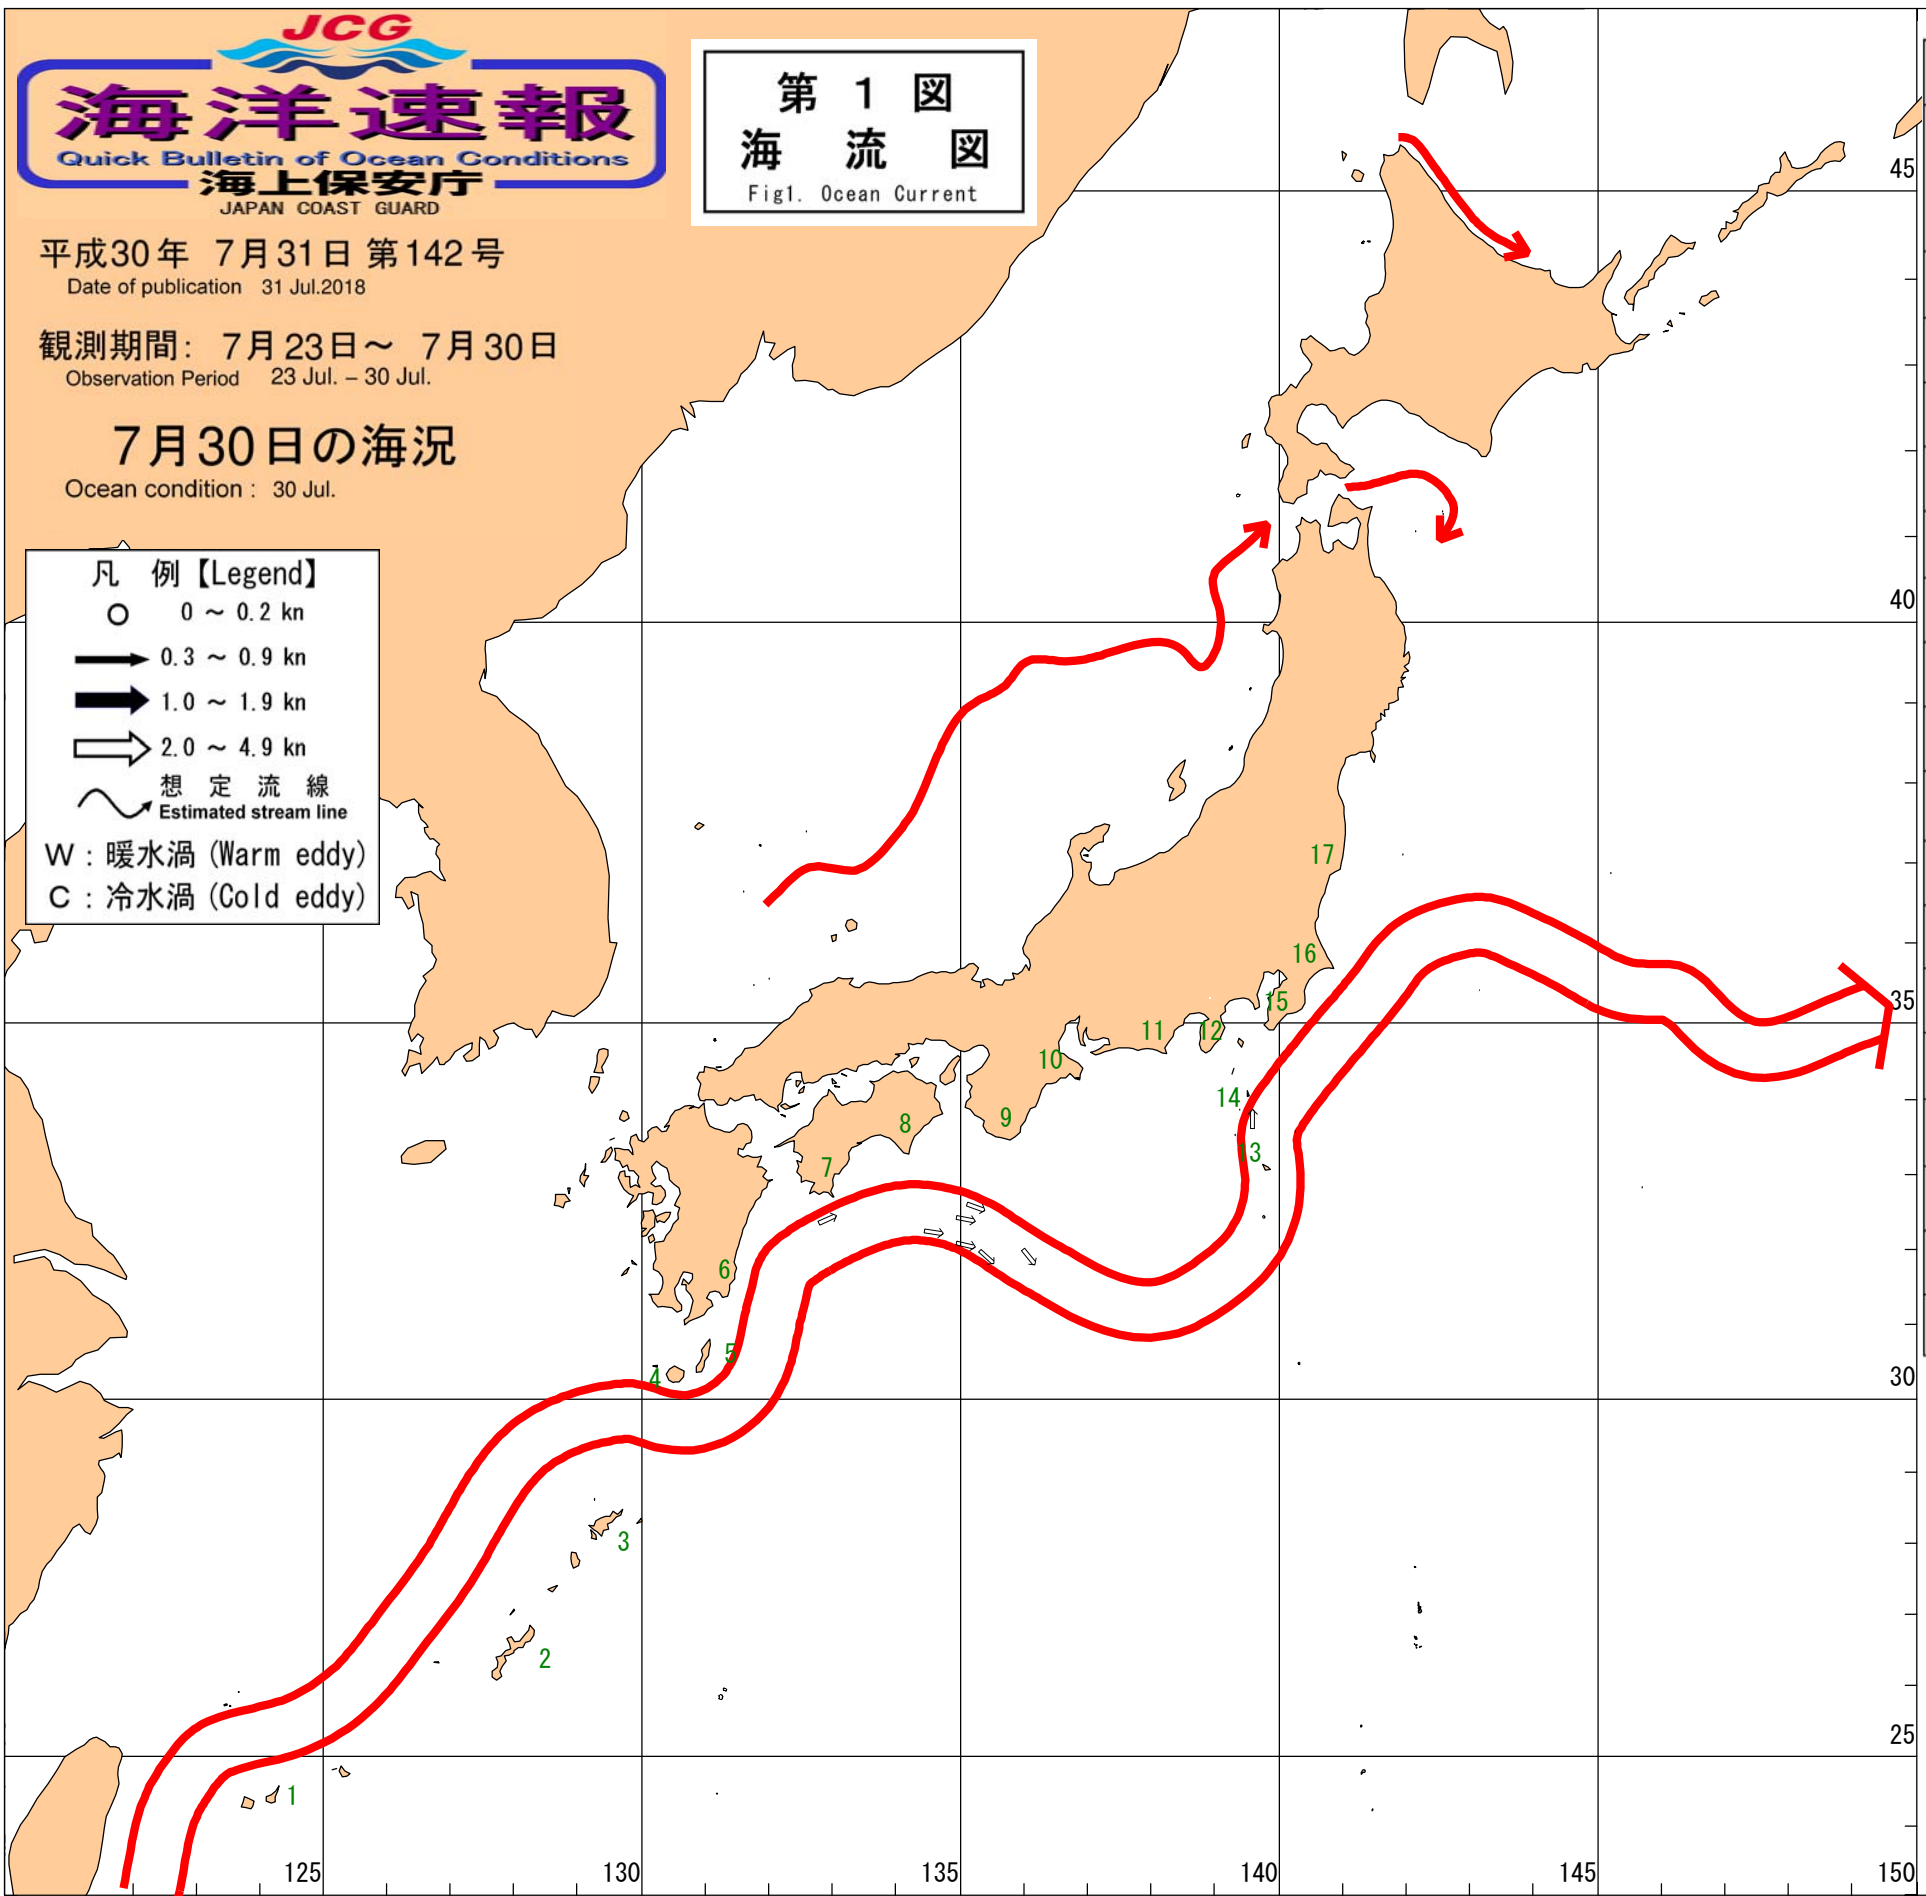 JCG
海洋速報
Quick Bulletin of Ocean Conditions
海上保安庁
JAPAN COAST GUARD
平成30年 7月31日 第142号
Date of publication 31 Jul.2018
観測期間: 7月23日～ 7月30日
Observation Period 23 Jul. – 30 Jul.
7月30日の海況
Ocean condition : 30 Jul.
第 1 図
海 流 図
Fig1. Ocean Current
凡 例【Legend】
0 ～ 0.2 kn
0.3 ～ 0.9 kn
1.0 ～ 1.9 kn
2.0 ～ 4.9 kn
想 定 流 線
Estimated stream line
W : 暖水渦 (Warm eddy)
C : 冷水渦 (Cold eddy)
45
40
17
16
35
15
12
11
10
14
9
8
13
7
6
5
4
30
3
2
25
1
125
130
135
140
145
150